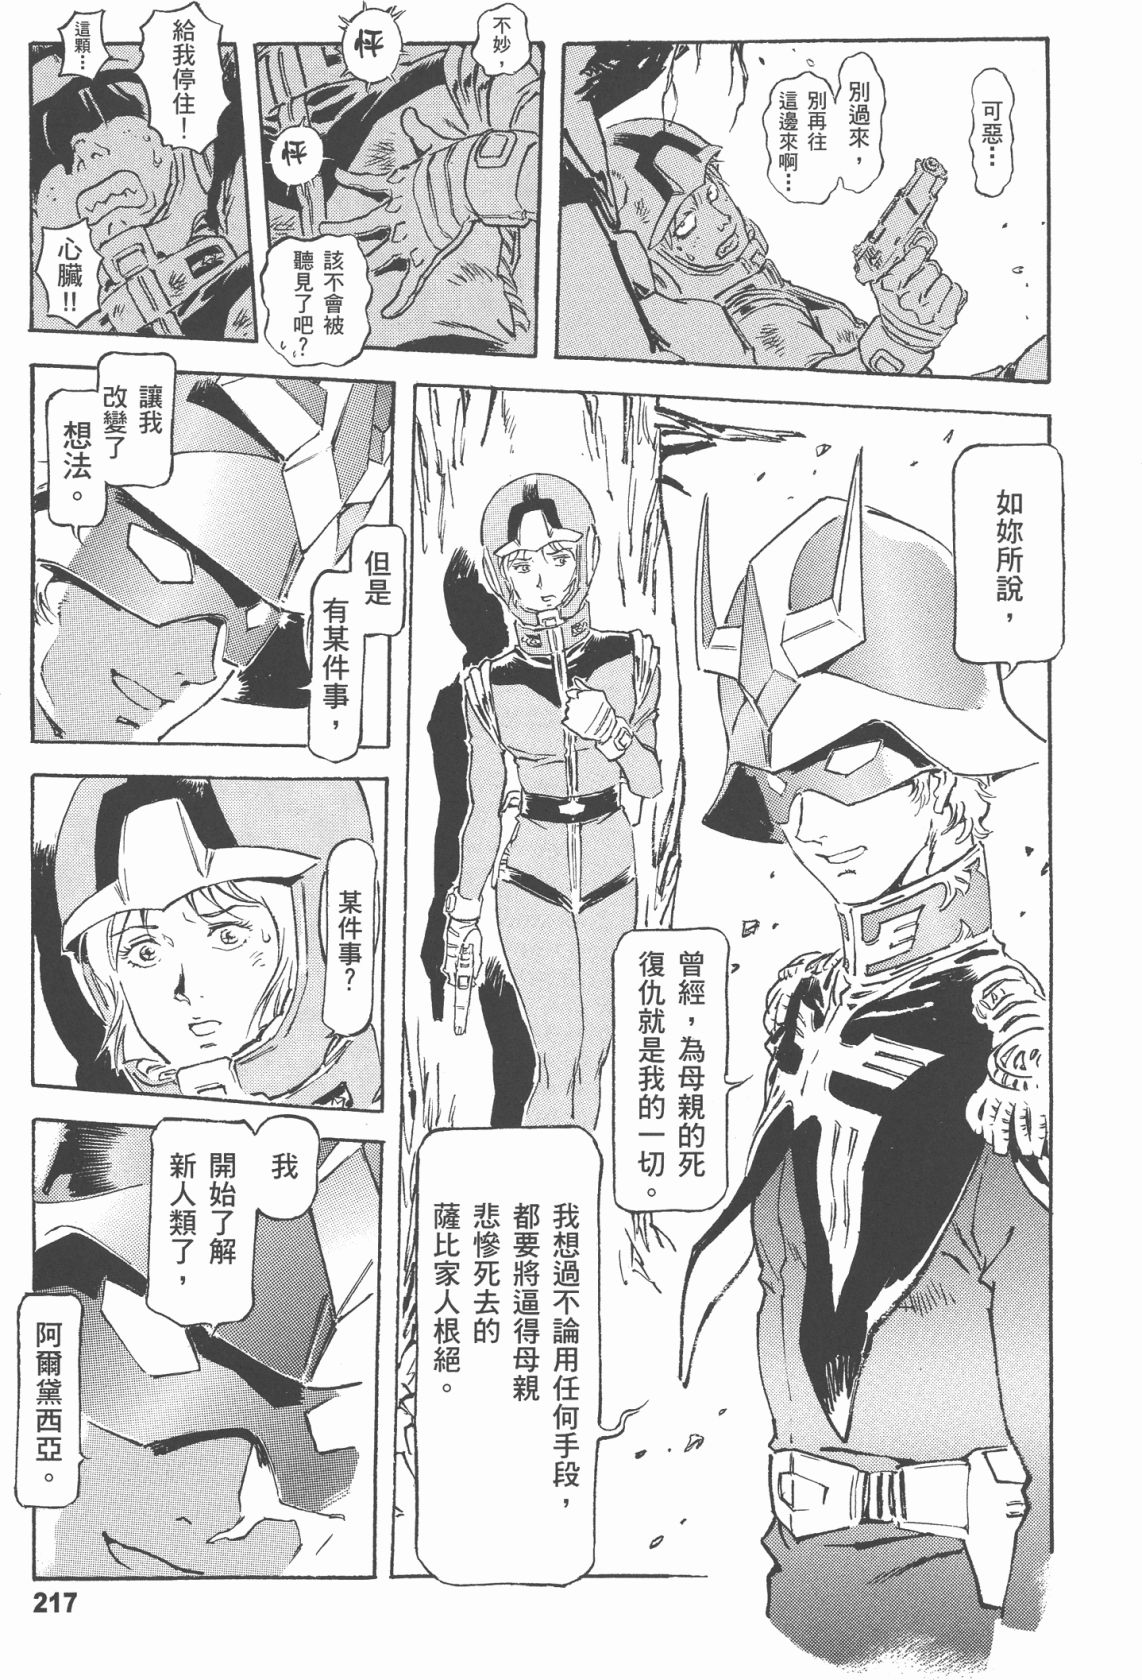 可惡…
別過來，
別再往
這邊來啊…
不妙，
怦
怦
該不會被
聽見了吧？
給我停住！
這顆…
心臟!!
如妳所說，
曾經，為母親的死
復仇就是我的一切。
我想過不論用任何手段，
都要將逼得母親
悲慘死去的
薩比家人根絕。
但是
有某件事，
讓我
改變了
想法。
某件事？
我
開始了解
新人類了，
阿爾黛西亞。
217